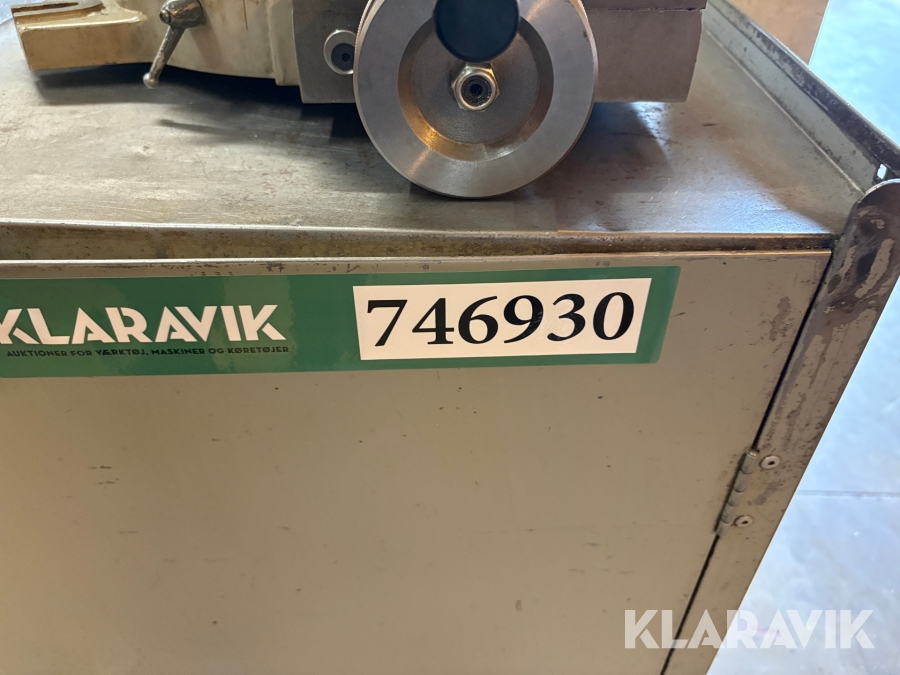 KLARAVIK
AUKTIONER FOR VÆRKTØJ, MASKINER OG KØRETØJER
746930
KLARAVIK